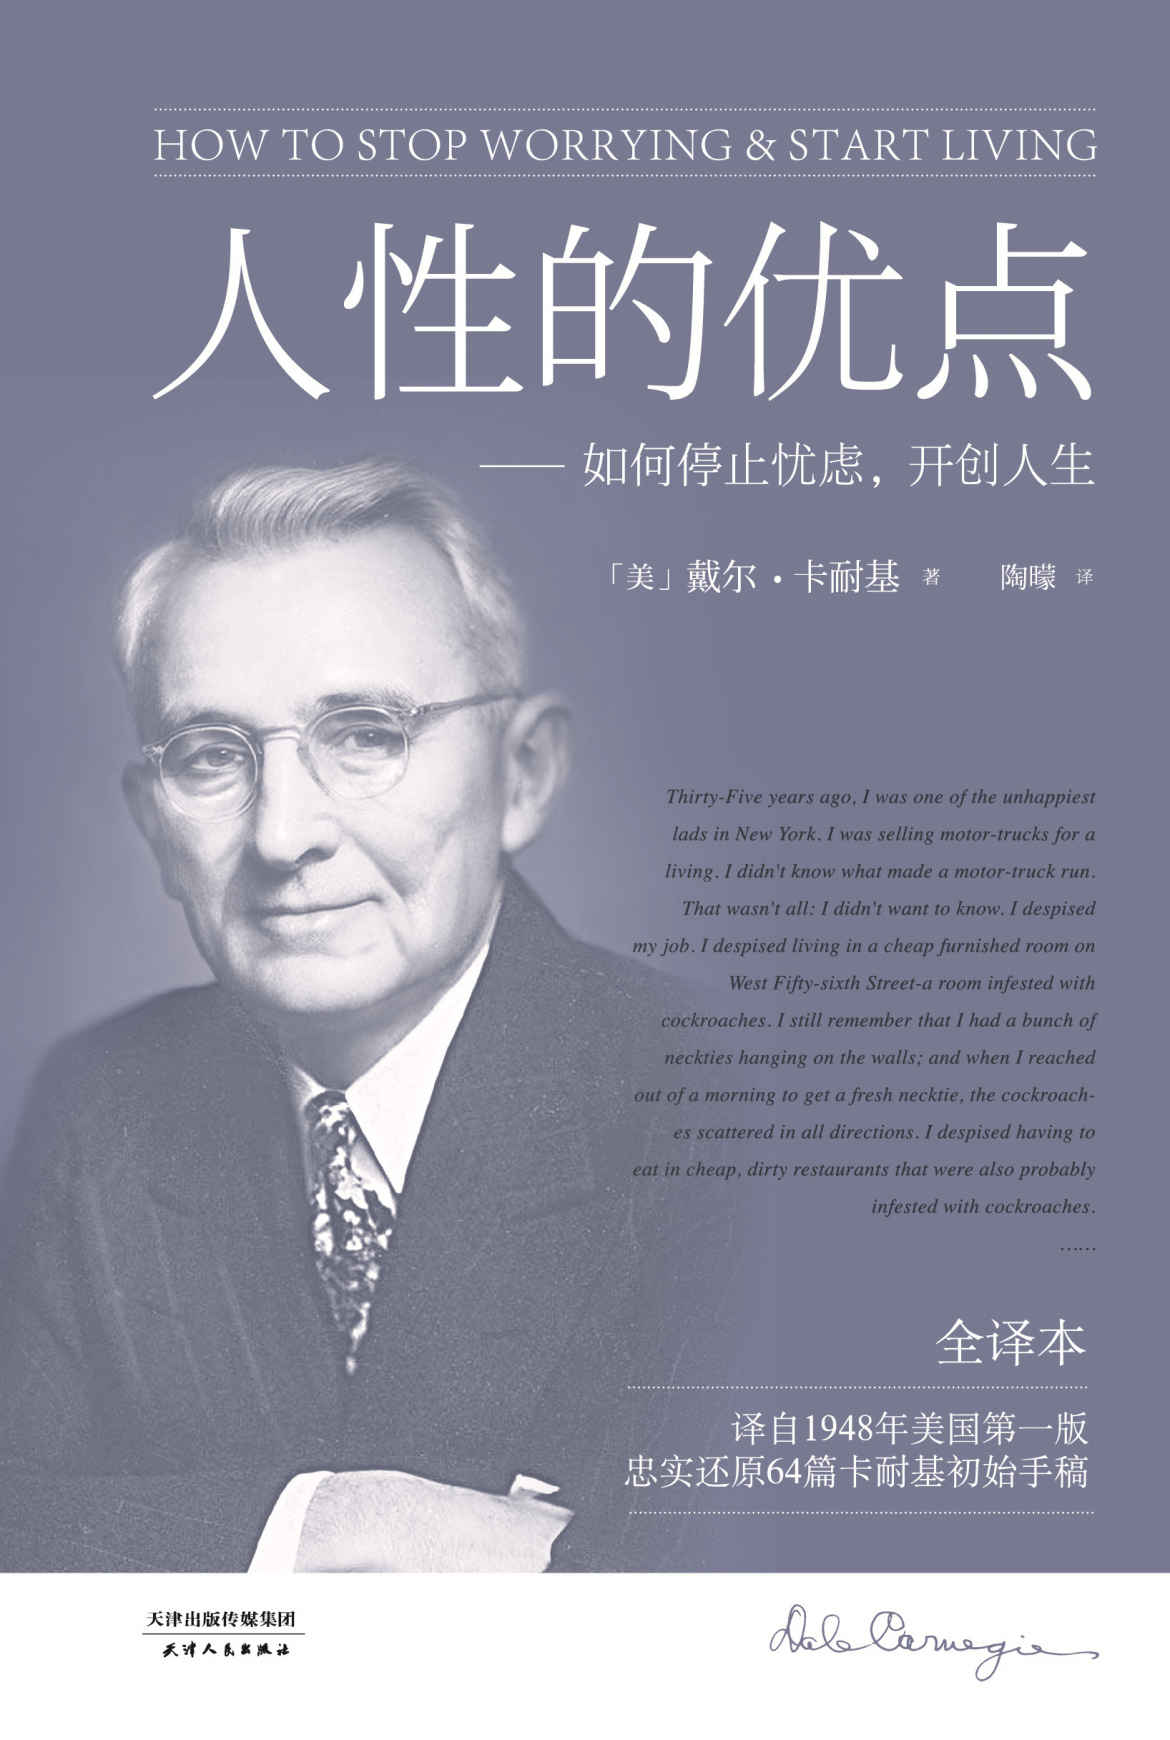 HOW TO STOP WORRYING & START LIVING
人性的优点
——如何停止忧虑，开创人生
「美」戴尔·卡耐基 著 陶曚 译
Thirty-Five years ago, I was one of the unhappiest
lads in New York. I was selling motor-trucks for a
living. I didn't know what made a motor-truck run.
That wasn't all: I didn't want to know. I despised
my job. I despised living in a cheap furnished room on
West Fifty-sixth Street-a room infested with
cockroaches. I still remember that I had a bunch of
neckties hanging on the walls; and when I reached
out of a morning to get a fresh necktie, the cockroach-
es scattered in all directions. I despised having to
eat in cheap, dirty restaurants that were also probably
infested with cockroaches.
……
全译本
译自1948年美国第一版
忠实还原64篇卡耐基初始手稿
天津出版传媒集团
天津人民出版社
Dale Carnegie